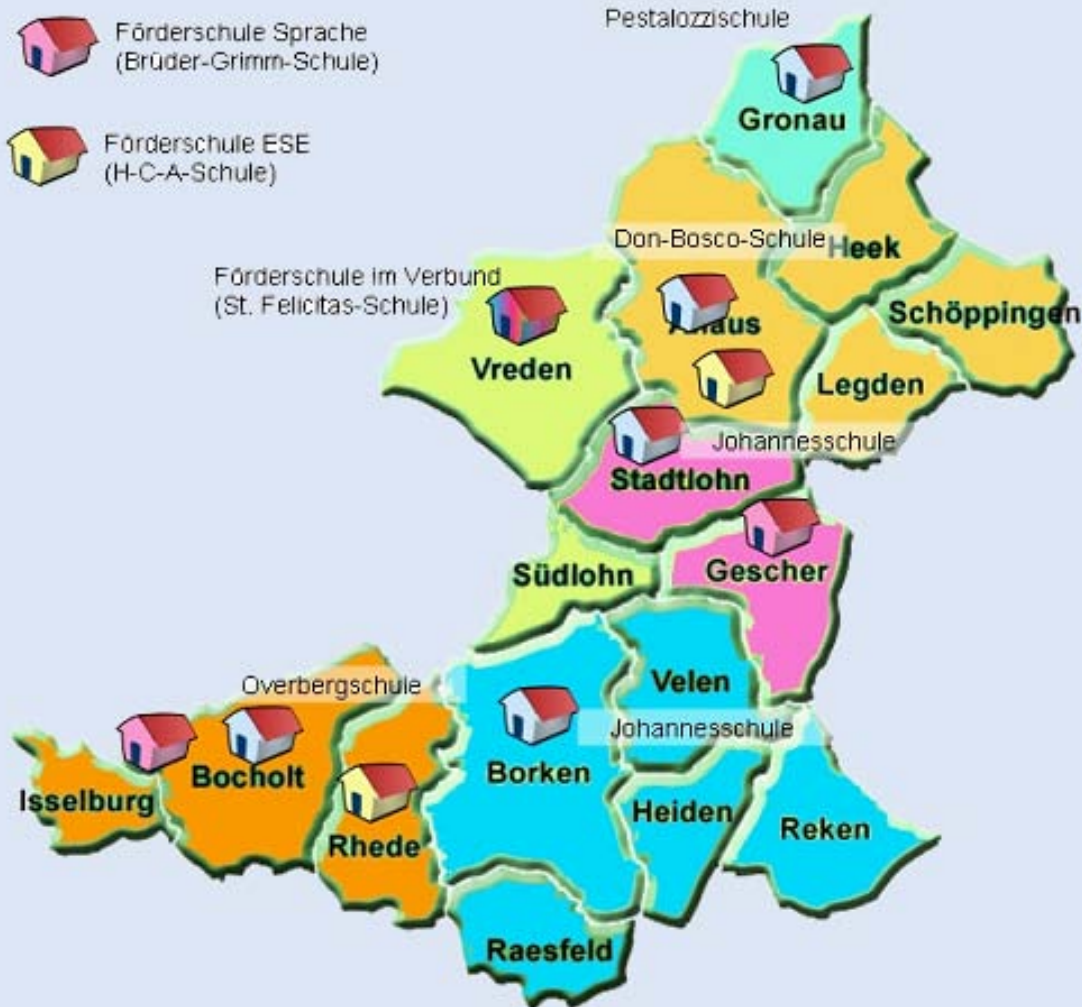 Förderschule Sprache
(Brüder-Grimm-Schule)
Förderschule ESE
(H-C-A-Schule)
Pestalozzischule
Gronau
Don-Bosco-Schule
Heek
Förderschule im Verbund
(St. Felicitas-Schule)
Schöppingen
Ahaus
Vreden
Legden
Johannesschule
Stadtlohn
Gescher
Südlohn
Velen
Overbergschule
Johannesschule
Borken
Bocholt
Isselburg
Heiden
Reken
Rhede
Raesfeld